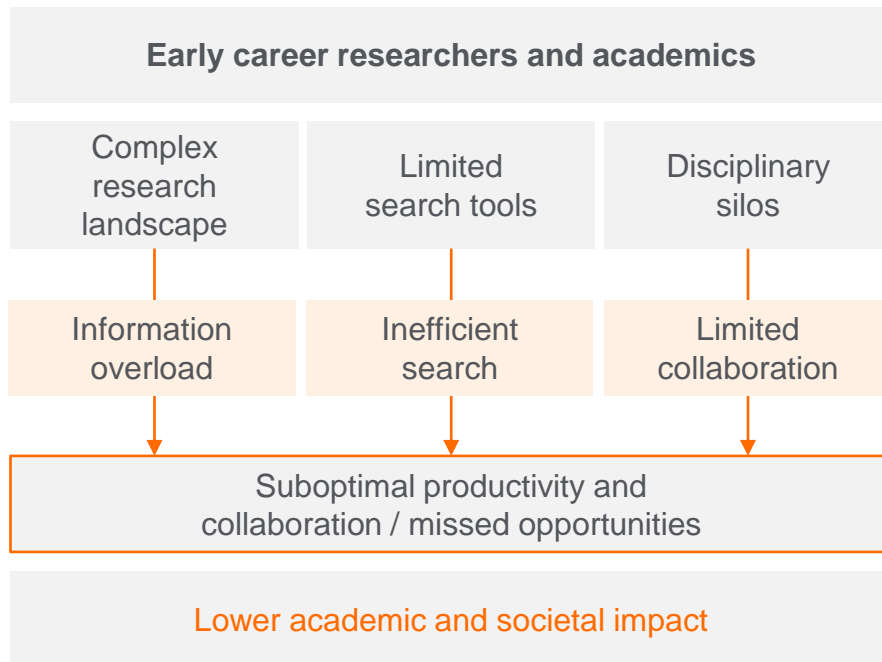 Early career researchers and academics
Complex
research
landscape
Limited
search tools
Disciplinary
silos
Information
overload
Inefficient
search
Limited
collaboration
Suboptimal productivity and
collaboration / missed opportunities
Lower academic and societal impact